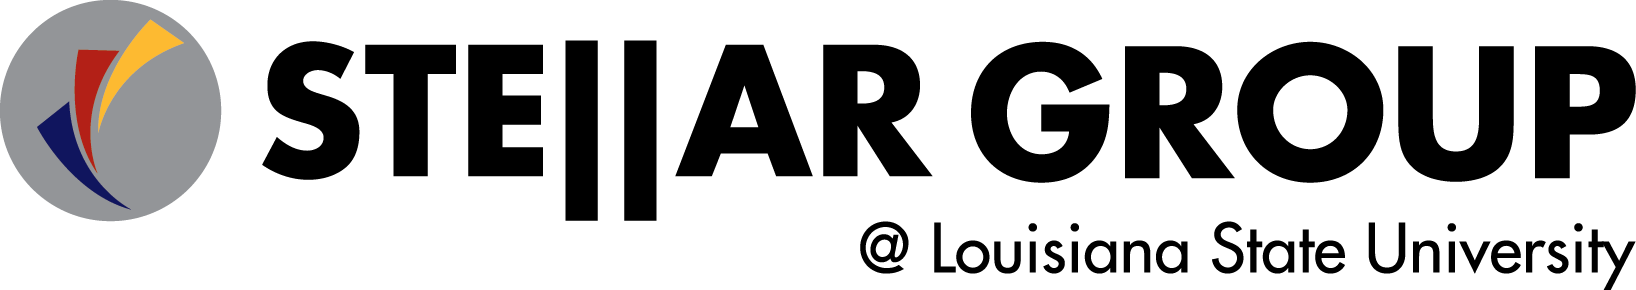 STE||AR GROUP
@ Louisiana State University